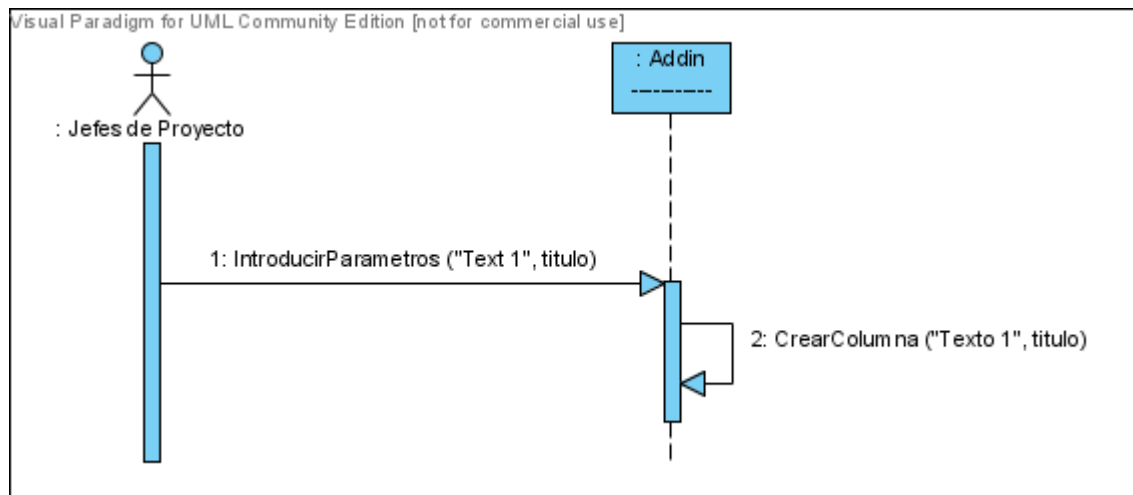 Visual Paradigm for UML Community Edition [not for commercial use]
: Addin
: Jefes de Proyecto
1: IntroducirParametros ("Text 1", titulo)
2: CrearColumna ("Texto 1", titulo)